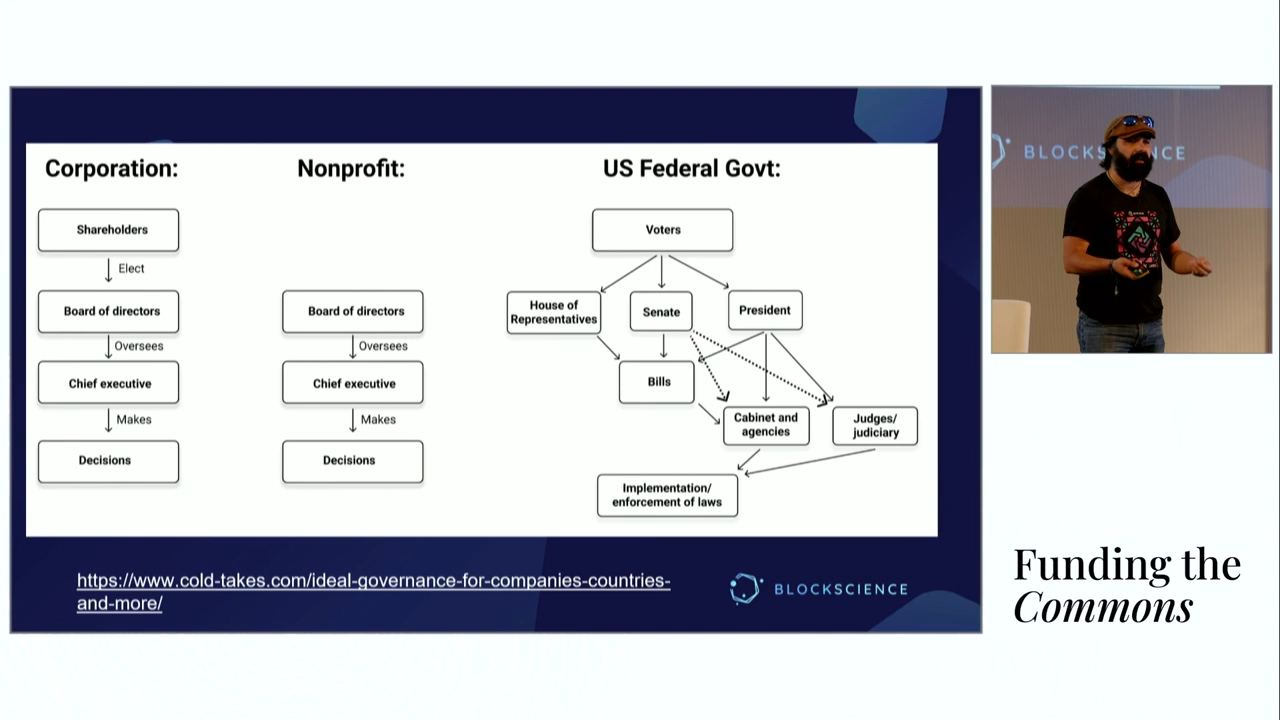 Corporation:
Shareholders
Elect
Board of directors
Oversees
Chief executive
Makes
Decisions
Nonprofit:
Board of directors
Oversees
Chief executive
Makes
Decisions
US Federal Govt:
Voters
House of
Representatives
Senate
President
Bills
Cabinet and
agencies
Judges/
judiciary
Implementation/
enforcement of laws
https://www.cold-takes.com/ideal-governance-for-companies-countries-
and-more/
BLOCKSCIENCE
Funding the
Commons